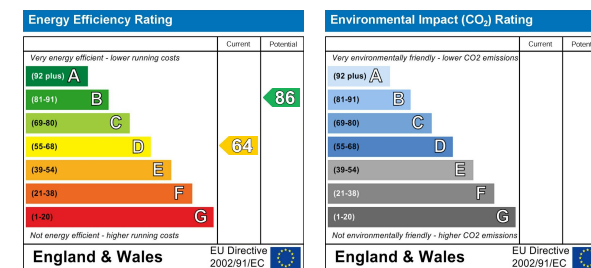 Energy Efficiency Rating
Current Potential
Very energy efficient - lower running costs
(92 plus) A
(81-91) B
86
(69-80) C
(55-68) D
64
(39-54) E
(21-38) F
(1-20) G
Not energy efficient - higher running costs
England & Wales
EU Directive
2002/91/EC
Environmental Impact (CO2) Rating
Current Poten
Very environmentally friendly - lower CO2 emissions
(92 plus) A
(81-91) B
(69-80) C
(55-68) D
(39-54) E
(21-38) F
(1-20) G
Not environmentally friendly - higher CO2 emissions
England & Wales
EU Directive
2002/91/EC